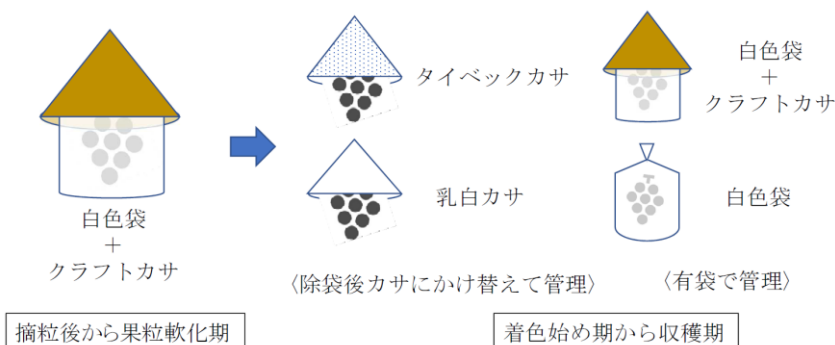 白色袋
＋
クラフトカサ
摘粒後から果粒軟化期
タイベックカサ
乳白カサ
〈除袋後カサにかけ替えて管理〉
白色袋
＋
クラフトカサ
白色袋
〈有袋で管理〉
着色始め期から収穫期